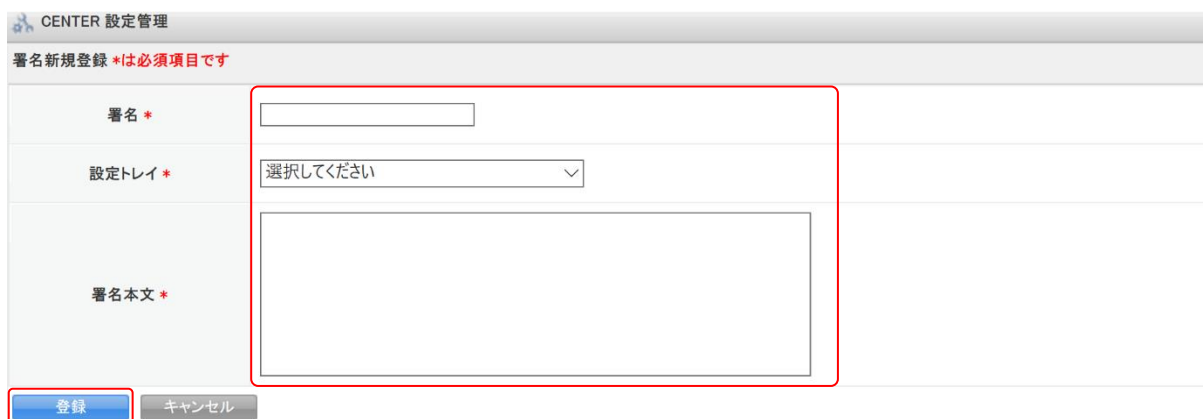 CENTER 設定管理
署名新規登録 *は必須項目です
署名 *
設定トレイ *
選択してください
署名本文 *
登録 キャンセル